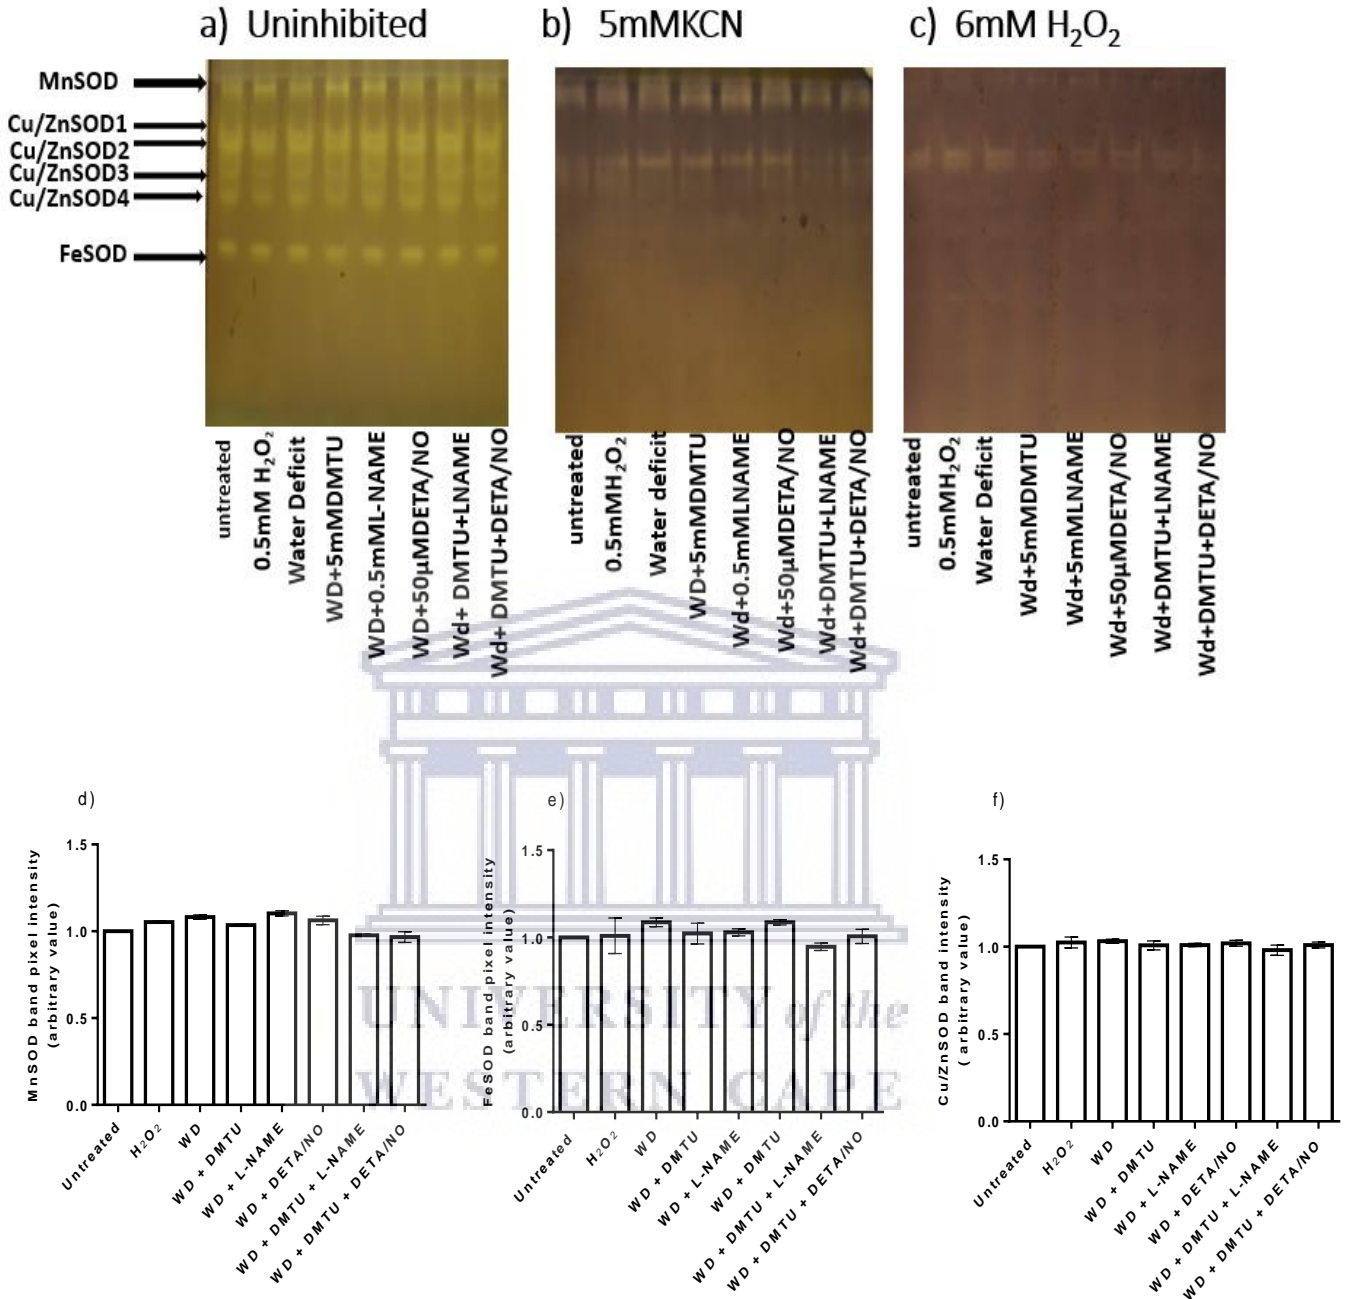 a) Uninhibited
b) 5mMKCN
c) 6mM H₂O₂
MnSOD
Cu/ZnSOD1
Cu/ZnSOD2
Cu/ZnSOD3
Cu/ZnSOD4
FeSOD
untreated
0.5mM H₂O₂
Water Deficit
WD+5mMDMTU
WD+0.5mML-NAME
WD+50µMDETA/NO
Wd+ DMTU+LNAME
Wd+ DMTU+DETA/NO
untreated
0.5mMH₂O₂
Water deficit
WD+5mMDMTU
Wd+0.5mMLNAME
Wd+50µMDETA/NO
Wd+DMTU+LNAME
Wd+DMTU+DETA/NO
untreated
0.5mMH₂O₂
Water Deficit
Wd+5mMDMTU
Wd+5mMLNAME
Wd+50µMDETA/NO
Wd+DMTU+LNAME
Wd+DMTU+DETA/NO
d)
MnSOD band pixel intensity
(arbitrary value)
1.5
1.0
0.5
0.0
Untreated
H₂O₂
WD
WD + DMTU
WD + L-NAME
WD + DETA/NO
WD + DMTU + L-NAME
WD + DMTU + DETA/NO
e)
FeSOD band pixel intensity
(arbitrary value)
1.5
1.0
0.5
0.0
Untreated
H₂O₂
WD
WD + DMTU
WD + L-NAME
WD + DMTU
WD + DMTU + L-NAME
WD + DMTU + DETA/NO
f)
Cu/ZnSOD band intensity
( arbitrary value)
1.5
1.0
0.5
0.0
Untreated
H₂O₂
WD
WD + DMTU
WD + L-NAME
WD + DETA/NO
WD + DMTU + L-NAME
WD + DMTU + DETA/NO
UNIVERSITY of the
WESTERN CAPE